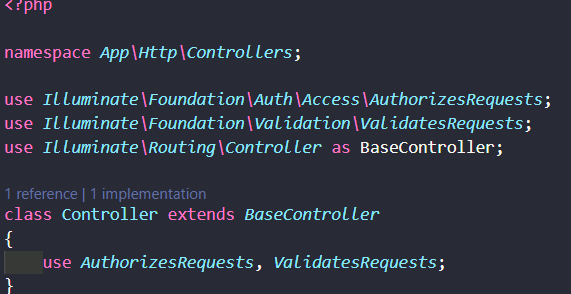 <?php
namespace App\Http\Controllers;
use Illuminate\Foundation\Auth\Access\AuthorizesRequests;
use Illuminate\Foundation\Validation\ValidatesRequests;
use Illuminate\Routing\Controller as BaseController;
1 reference | 1 implementation
class Controller extends BaseController
{
    use AuthorizesRequests, ValidatesRequests;
}